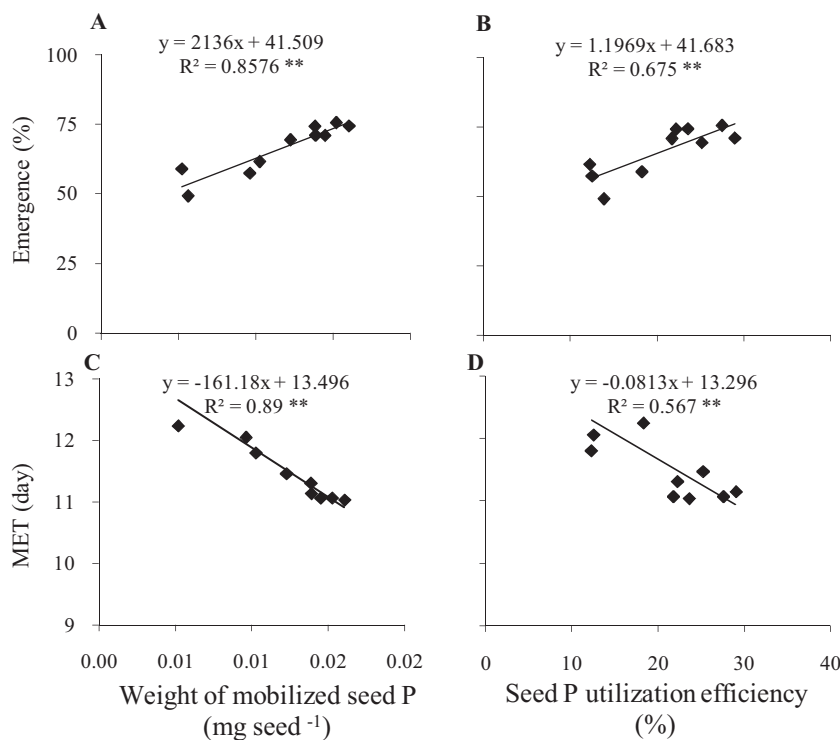 A
y = 2136x + 41.509
R² = 0.8576 **
B
y = 1.1969x + 41.683
R² = 0.675 **
100
75
50
25
0
Emergence (%)
C
y = -161.18x + 13.496
R² = 0.89 **
D
y = -0.0813x + 13.296
R² = 0.567 **
13
12
11
10
9
MET (day)
0.00 0.01 0.01 0.02 0.02
0 10 20 30 40
Weight of mobilized seed P
(mg seed ⁻¹)
Seed P utilization efficiency
(%)